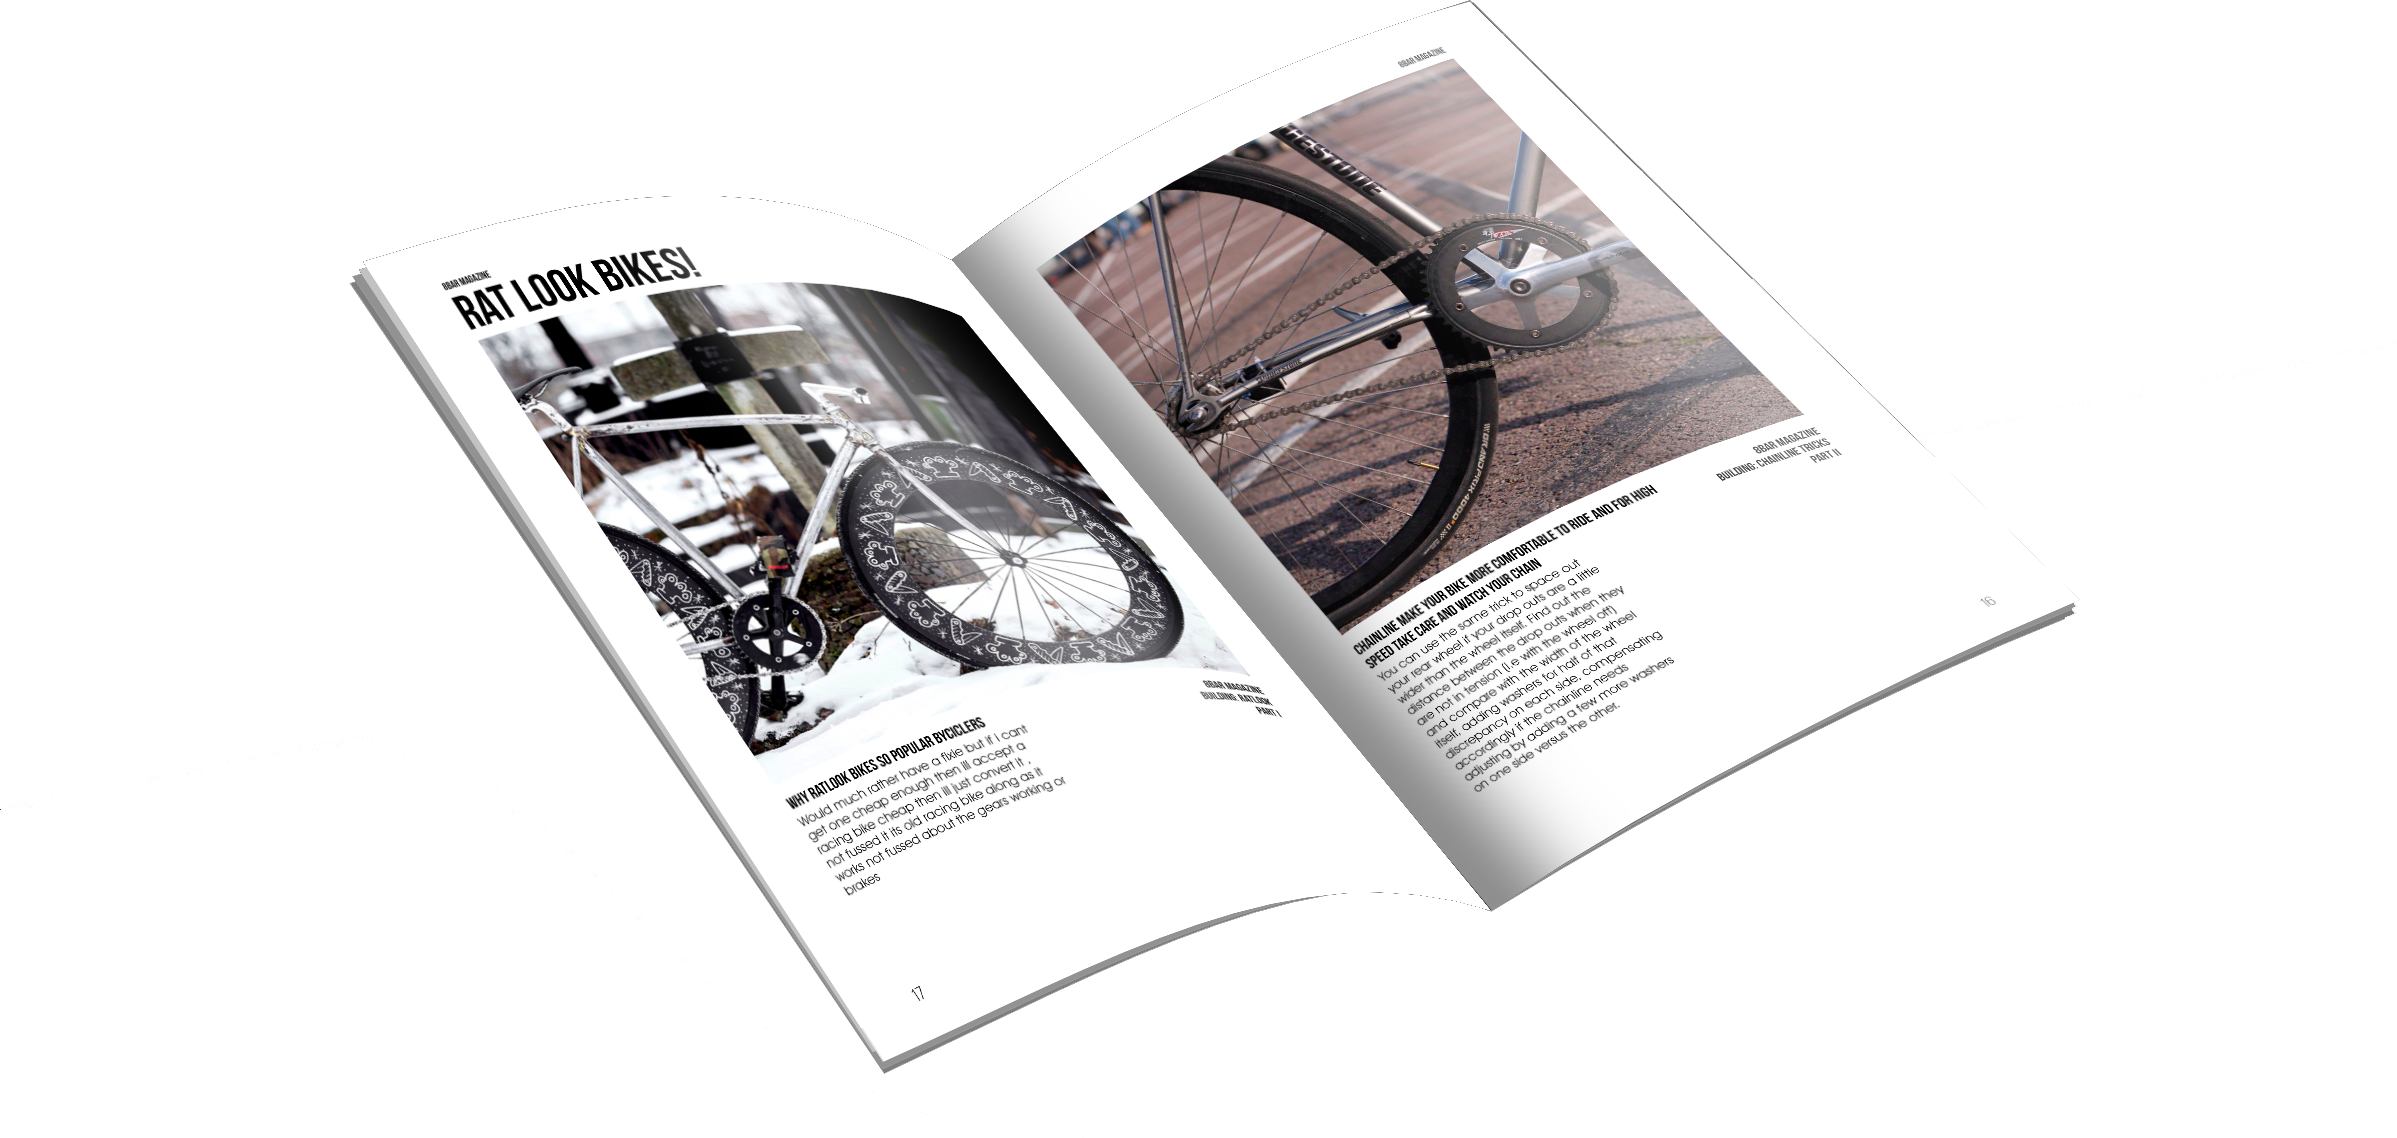 8BAR MAGAZINE
RAT LOOK BIKES!
8BAR MAGAZINE
BUILDING: RATLOOK
PART I
WHY RATLOOK BIKES SO POPULAR BYCICLERS
Would much rather have a fixie but if i cant
get one cheap enough then Ill accept a
racing bike cheap then ill just convert it ,
not fussed it its old racing bike along as it
works not fussed about the gears working or
brakes
17
8BAR MAGAZINE
HESTONE
GRAND PRIX 4000
8BAR MAGAZINE
BUILDING: CHAINLINE TRICKS
PART II
CHAINLINE MAKE YOUR BIKE MORE COMFORTABLE TO RIDE AND FOR HIGH
SPEED TAKE CARE AND WATCH YOUR CHAIN
You can use the same trick to space out
your rear wheel if your drop outs are a little
wider than the wheel itself. Find out the
distance between the drop outs when they
are not in tension (i.e with the wheel off)
and compare with the width of the wheel
itself, adding washers for half of that
discrepancy on each side, compensating
accordingly if the chainline needs
adjusting by adding a few more washers
on one side versus the other.
16